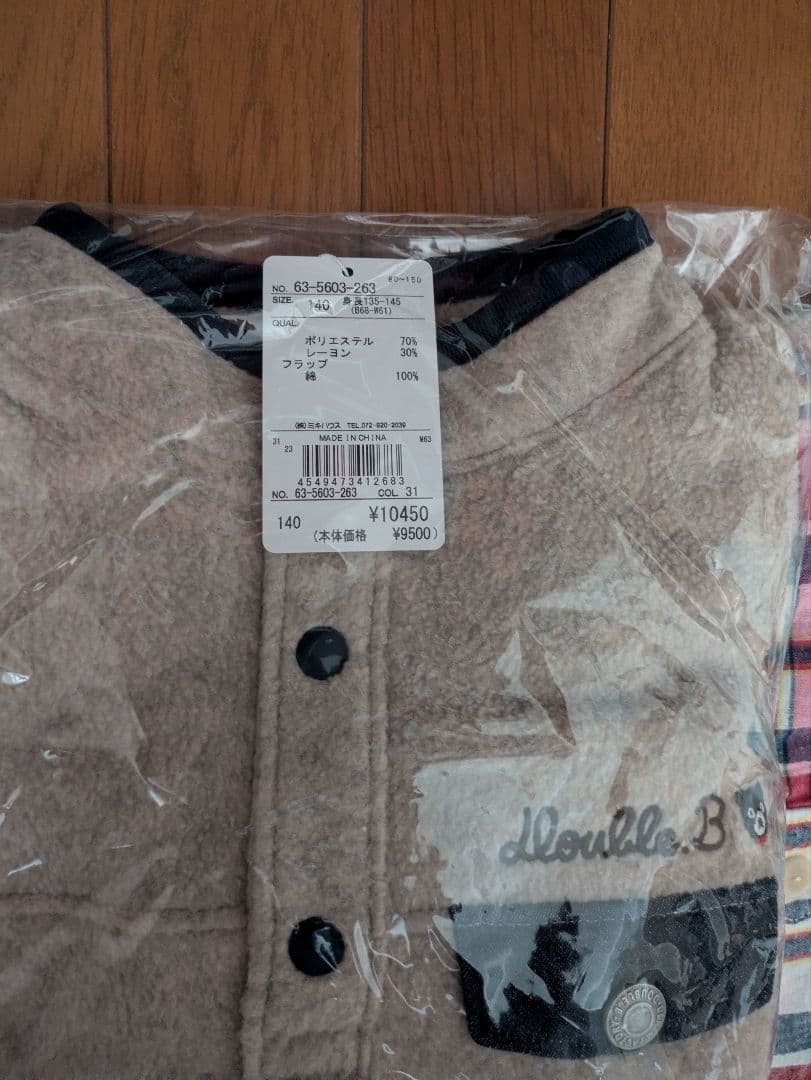 80~150
NO. 63-5603-263
SIZE. 140 身長135-145
(B68-W61)
QUAL.
ポリエステル 70%
レーヨン 30%
フラップ
綿 100%
(株)ミキハウス TEL.072-920-2039
31 MADE IN CHINA M63
23
4549473412683
NO. 63-5603-263 COL. 31
140 ¥10450
(本体価格 ¥9500)
Double.B